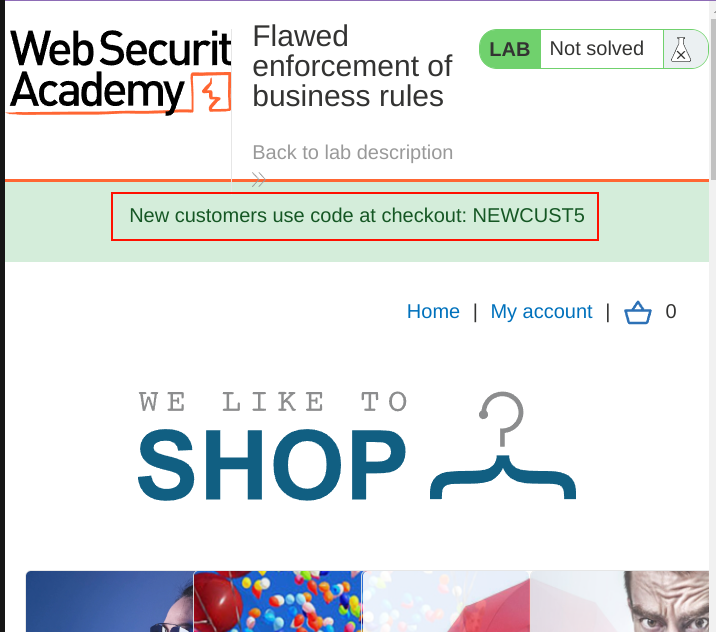 Web Securit
Academy
Flawed
enforcement of
business rules
Back to lab description
LAB Not solved
New customers use code at checkout: NEWCUST5
Home | My account | 0
WE LIKE TO
SHOP